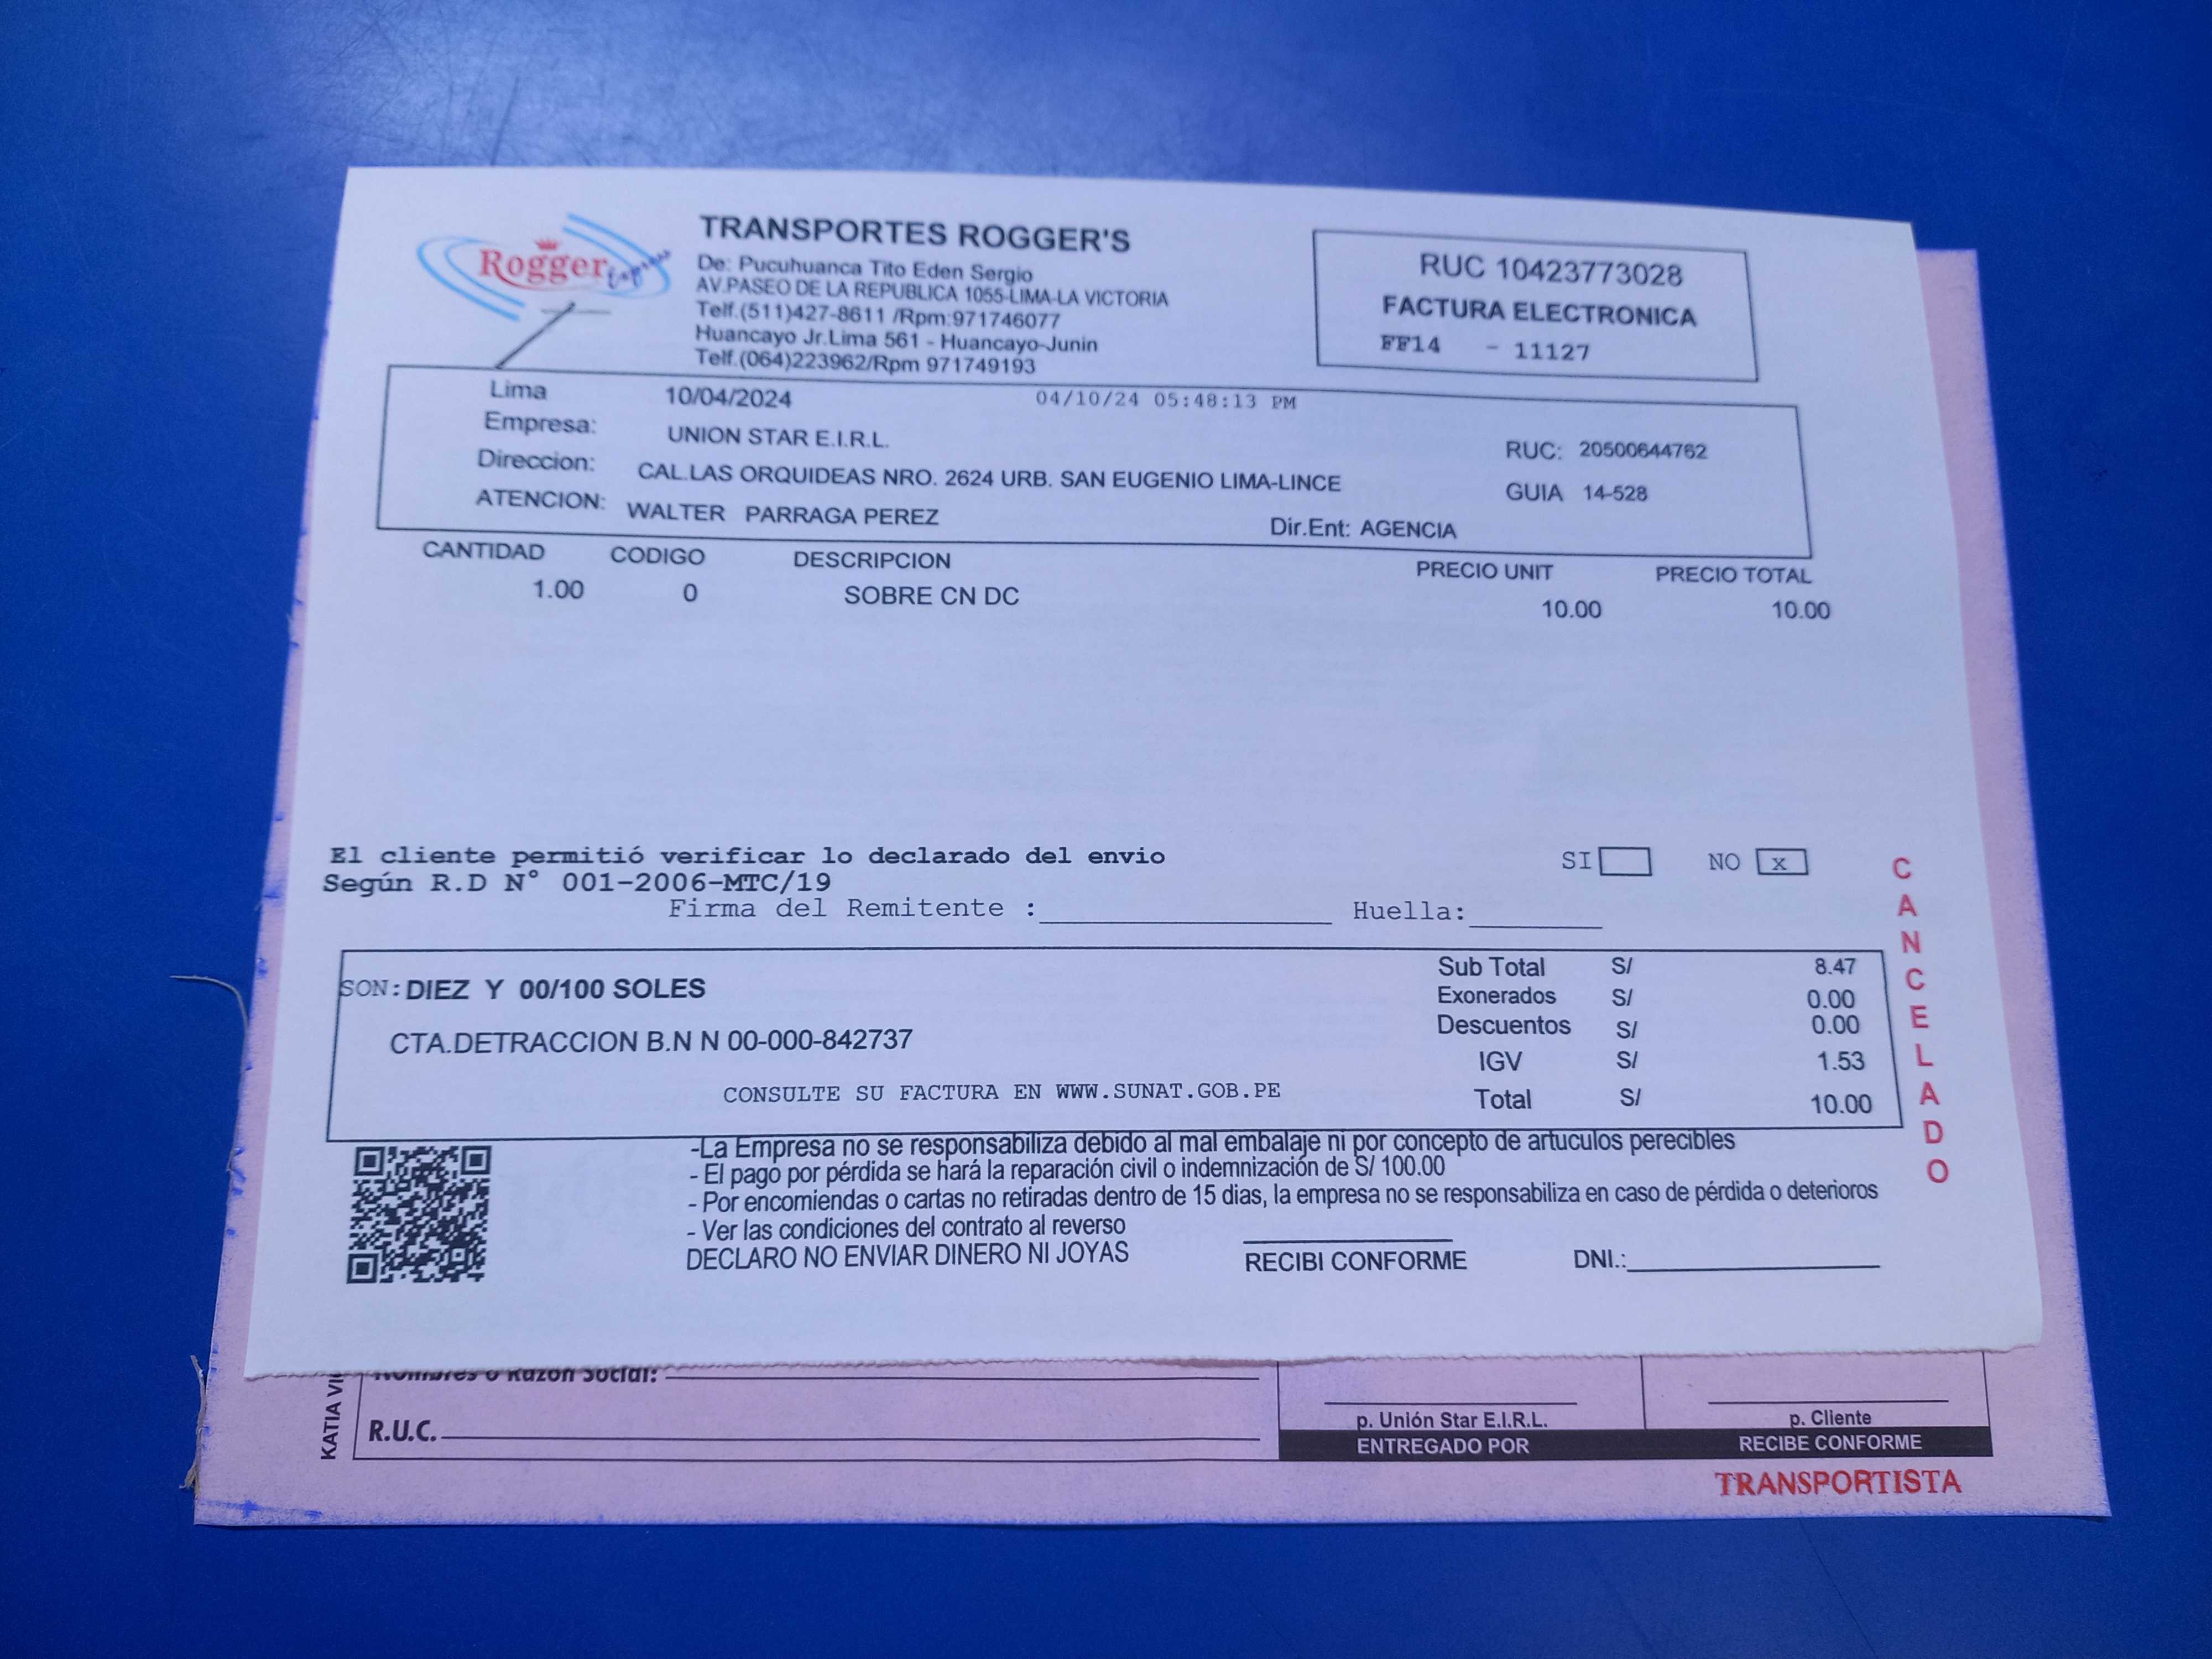 Rogger Express
TRANSPORTES ROGGER'S
De: Pucuhuanca Tito Eden Sergio
AV.PASEO DE LA REPUBLICA 1055-LIMA-LA VICTORIA
Telf.(511)427-8611 /Rpm:971746077
Huancayo Jr.Lima 561 - Huancayo-Junin
Telf.(064)223962/Rpm 971749193
RUC 10423773028
FACTURA ELECTRONICA
FF14 - 11127
Lima 10/04/2024 04/10/24 05:48:13 PM
Empresa: UNION STAR E.I.R.L. RUC: 20500644762
Direccion: CAL.LAS ORQUIDEAS NRO. 2624 URB. SAN EUGENIO LIMA-LINCE GUIA 14-528
ATENCION: WALTER PARRAGA PEREZ Dir.Ent: AGENCIA
CANTIDAD CODIGO DESCRIPCION PRECIO UNIT PRECIO TOTAL
1.00 0 SOBRE CN DC 10.00 10.00
El cliente permitió verificar lo declarado del envio SI NO x
Según R.D N° 001-2006-MTC/19
Firma del Remitente : Huella:
CANCELADO
SON: DIEZ Y 00/100 SOLES
CTA.DETRACCION B.N N 00-000-842737
CONSULTE SU FACTURA EN WWW.SUNAT.GOB.PE
Sub Total S/ 8.47
Exonerados S/ 0.00
Descuentos S/ 0.00
IGV S/ 1.53
Total S/ 10.00
-La Empresa no se responsabiliza debido al mal embalaje ni por concepto de artuculos perecibles
- El pago por pérdida se hará la reparación civil o indemnización de S/ 100.00
- Por encomiendas o cartas no retiradas dentro de 15 dias, la empresa no se responsabiliza en caso de pérdida o deterioros
- Ver las condiciones del contrato al reverso
DECLARO NO ENVIAR DINERO NI JOYAS
RECIBI CONFORME DNI.:
KATIA
Nombres o Razón Social:
R.U.C.
p. Unión Star E.I.R.L.
ENTREGADO POR
p. Cliente
RECIBE CONFORME
TRANSPORTISTA